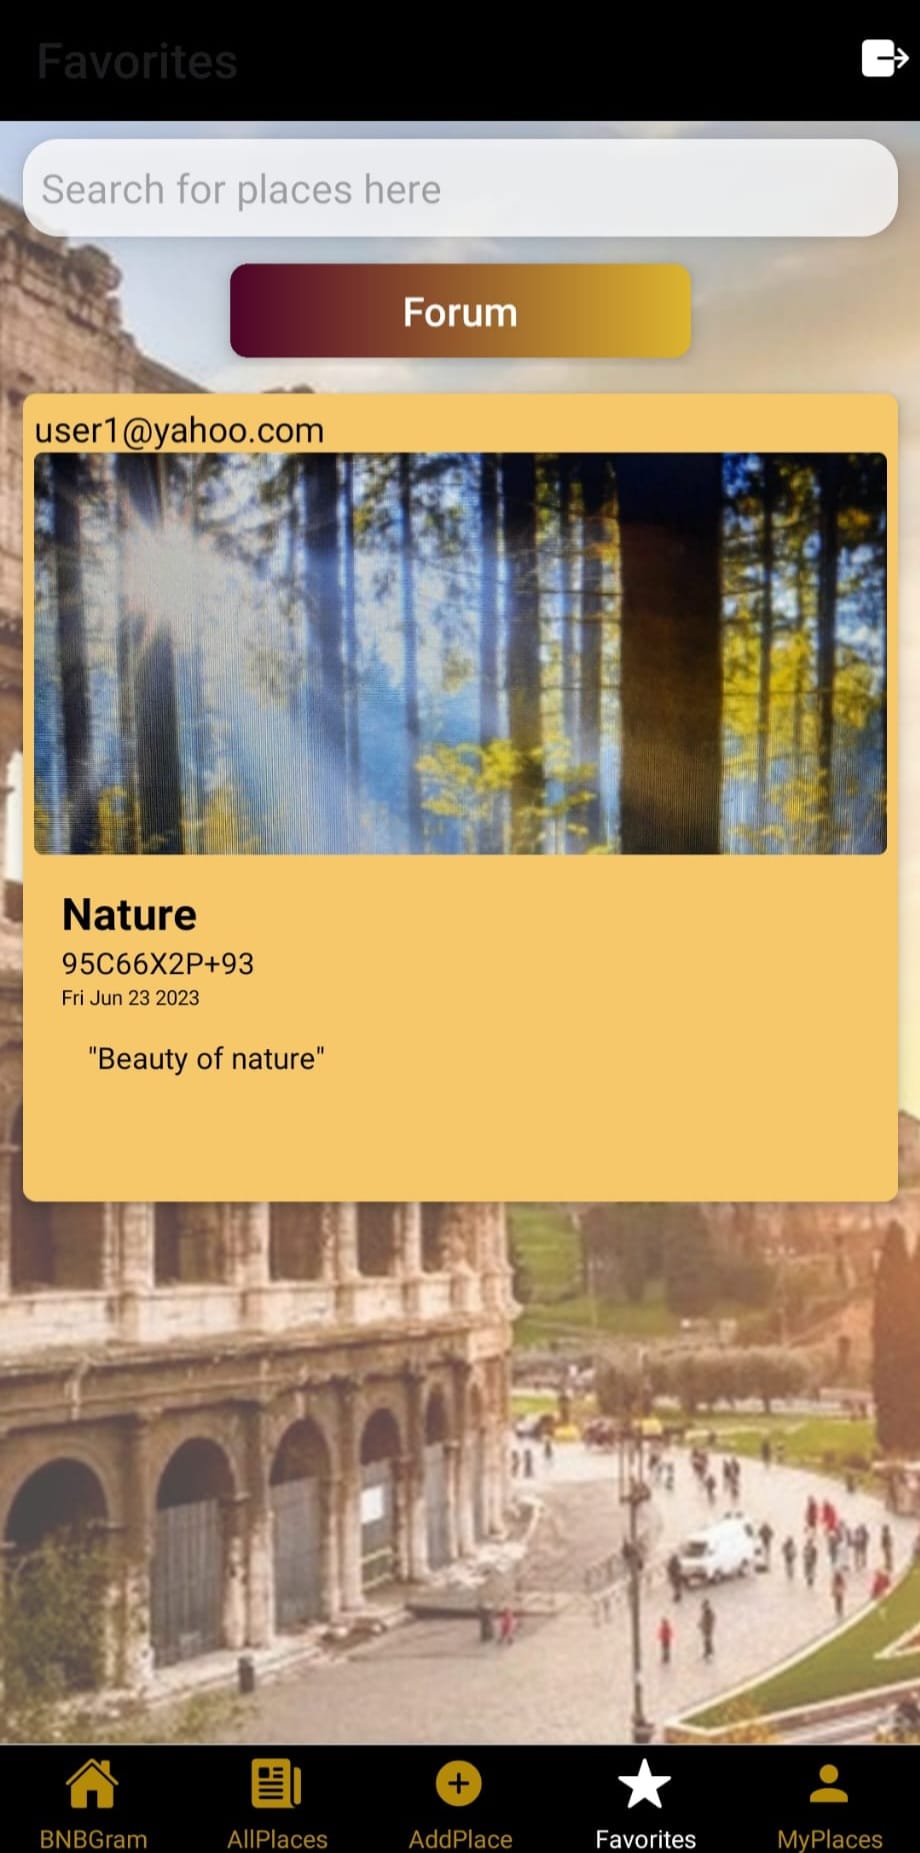 Favorites
Search for places here
Forum
user1@yahoo.com
Nature
95C66X2P+93
Fri Jun 23 2023
"Beauty of nature"
BNBGram
AllPlaces
AddPlace
Favorites
MyPlaces